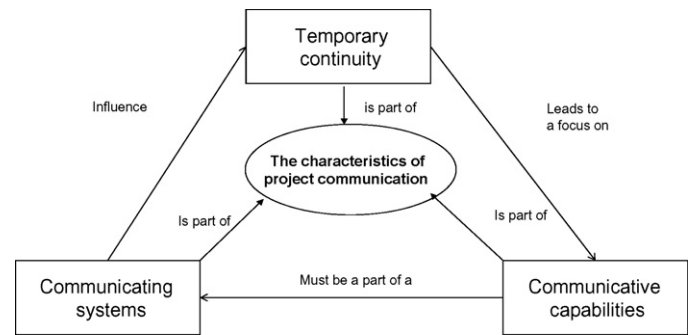 Temporary
continuity
Influence
is part of
Leads to
a focus on
The characteristics of
project communication
Is part of
Is part of
Communicating
systems
Must be a part of a
Communicative
capabilities